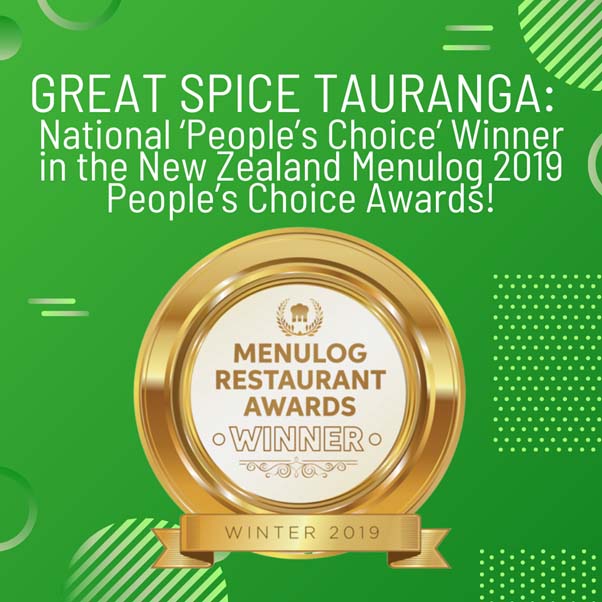 GREAT SPICE TAURANGA:
National ‘People’s Choice’ Winner
in the New Zealand Menulog 2019
People’s Choice Awards!
MENULOG
RESTAURANT
AWARDS
WINNER
WINTER 2019